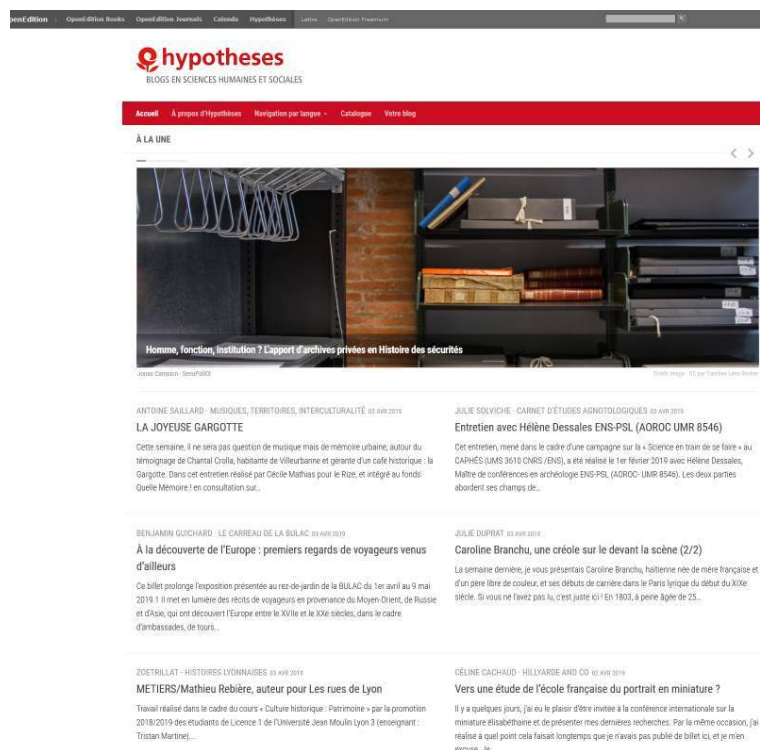 penEdition OpenEdition Books OpenEdition Journals Calenda Hypothèses Lettre OpenEdition Freemium
hypotheses
BLOGS EN SCIENCES HUMAINES ET SOCIALES
Accueil À propos d'Hypothèses Navigation par langue Catalogue Votre blog
À LA UNE
Homme, fonction, institution ? L'apport d'archives privées en Histoire des sécurités
Jonas Campion - SecuPolXX
Crédit image : CC par Caroline Léna Becker
ANTOINE SAILLARD · MUSIQUES, TERRITOIRES, INTERCULTURALITÉ 03 AVR 2019
LA JOYEUSE GARGOTTE
Cette semaine, il ne sera pas question de musique mais de mémoire urbaine, autour du
témoignage de Chantal Crolla, habitante de Villeurbanne et gérante d'un café historique : la
Gargotte. Dans cet entretien réalisé par Cécile Mathias pour le Rize, et intégré au fonds
Quelle Mémoire ! en consultation sur...
JULIE SOLVICHE · CARNET D'ÉTUDES AGNOTOLOGIQUES 03 AVR 2019
Entretien avec Hélène Dessales ENS-PSL (AOROC UMR 8546)
Cet entretien, mené dans le cadre d'une campagne sur la « Science en train de se faire » au
CAPHÉS (UMS 3610 CNRS /ENS), a été réalisé le 1er février 2019 avec Hélène Dessales,
Maître de conférences en archéologie ENS-PSL (AOROC- UMR 8546). Les deux parties
abordent ses champs de...
BENJAMIN GUICHARD · LE CARREAU DE LA BULAC 03 AVR 2019
À la découverte de l'Europe : premiers regards de voyageurs venus
d'ailleurs
Ce billet prolonge l'exposition présentée au rez-de-jardin de la BULAC du 1er avril au 9 mai
2019.1 Il met en lumière des récits de voyageurs en provenance du Moyen-Orient, de Russie
et d'Asie, qui ont découvert l'Europe entre le XVIIe et le XXe siècles, dans le cadre
d'ambassades, de tours...
JULIE DUPRAT 03 AVR 2019
Caroline Branchu, une créole sur le devant la scène (2/2)
La semaine dernière, je vous présentais Caroline Branchu, haïtienne née de mère française et
d'un père libre de couleur, et ses débuts de carrière dans le Paris lyrique du début du XIXe
siècle. Si vous ne l'avez pas lu, c'est juste ici ! En 1803, à peine âgée de 25...
ZOETRILLAT · HISTOIRES LYONNAISES 03 AVR 2019
METIERS/Mathieu Rebière, auteur pour Les rues de Lyon
Travail réalisé dans le cadre du cours « Culture historique : Patrimoine » par la promotion
2018/2019 des étudiants de Licence 1 de l'Université Jean Moulin Lyon 3 (enseignant :
Tristan Martine)...
CÉLINE CACHAUD · HILLYARDE AND CO 02 AVR 2019
Vers une étude de l'école française du portrait en miniature ?
Il y a quelques jours, j'ai eu le plaisir d'être invitée à la conférence internationale sur la
miniature élisabéthaine et de présenter mes dernières recherches. Par la même occasion, j'ai
réalisé à quel point cela faisait longtemps que je n'avais pas publié de billet ici, et je m'en
excuse. Je